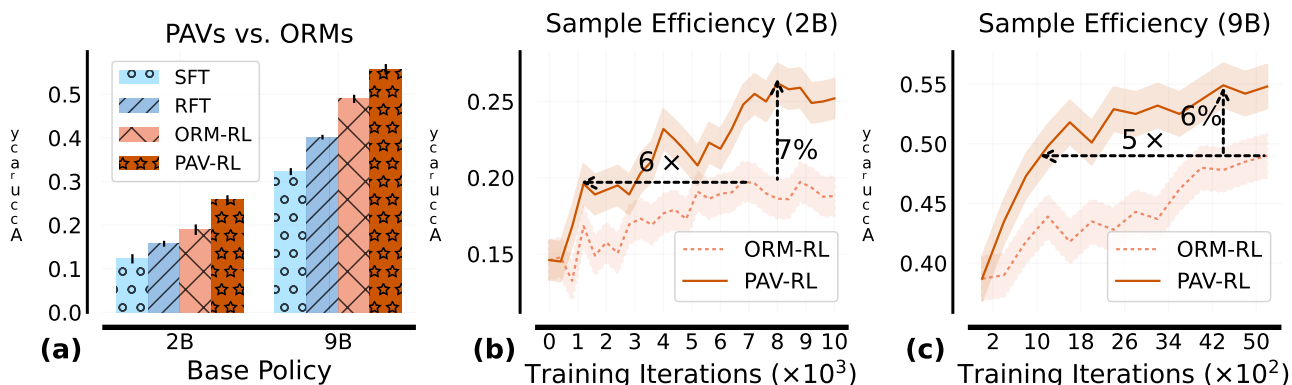 PAVs vs. ORMs
SFT
RFT
ORM-RL
PAV-RL
0.5
0.4
0.3
0.2
0.1
0.0
Accuracy
2B
9B
Base Policy
(a)
Sample Efficiency (2B)
0.25
0.20
0.15
Accuracy
6 ×
7%
ORM-RL
PAV-RL
0 1 2 3 4 5 6 7 8 9 10
Training Iterations (×10³)
(b)
Sample Efficiency (9B)
0.55
0.50
0.45
0.40
Accuracy
5 ×
6%
ORM-RL
PAV-RL
2 10 18 26 34 42 50
Training Iterations (×10²)
(c)